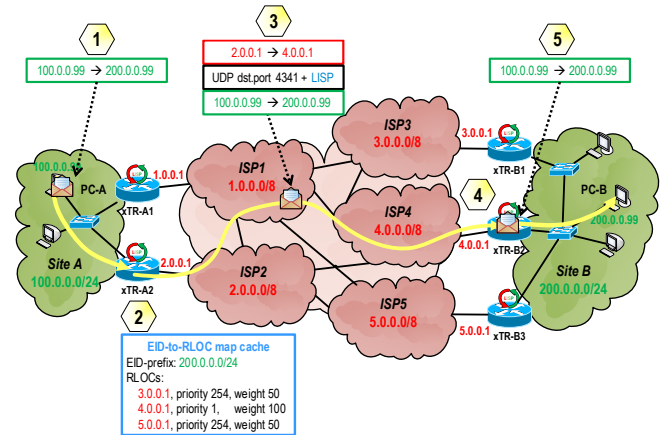 1
100.0.0.99 → 200.0.0.99
3
2.0.0.1 → 4.0.0.1
UDP dst.port 4341 + LISP
100.0.0.99 → 200.0.0.99
5
100.0.0.99 → 200.0.0.99
PC-A
LISP
1.0.0.1
xTR-A1
Site A
100.0.0.0/24
LISP
2.0.0.1
xTR-A2
ISP1
1.0.0.0/8
ISP2
2.0.0.0/8
ISP3
3.0.0.0/8
ISP4
4.0.0.0/8
ISP5
5.0.0.0/8
3.0.0.1
LISP
xTR-B1
4
4.0.0.1
LISP
xTR-B2
5.0.0.1
LISP
xTR-B3
PC-B
200.0.0.99
Site B
200.0.0.0/24
2
EID-to-RLOC map cache
EID-prefix: 200.0.0.0/24
RLOCs:
3.0.0.1, priority 254, weight 50
4.0.0.1, priority 1, weight 100
5.0.0.1, priority 254, weight 50